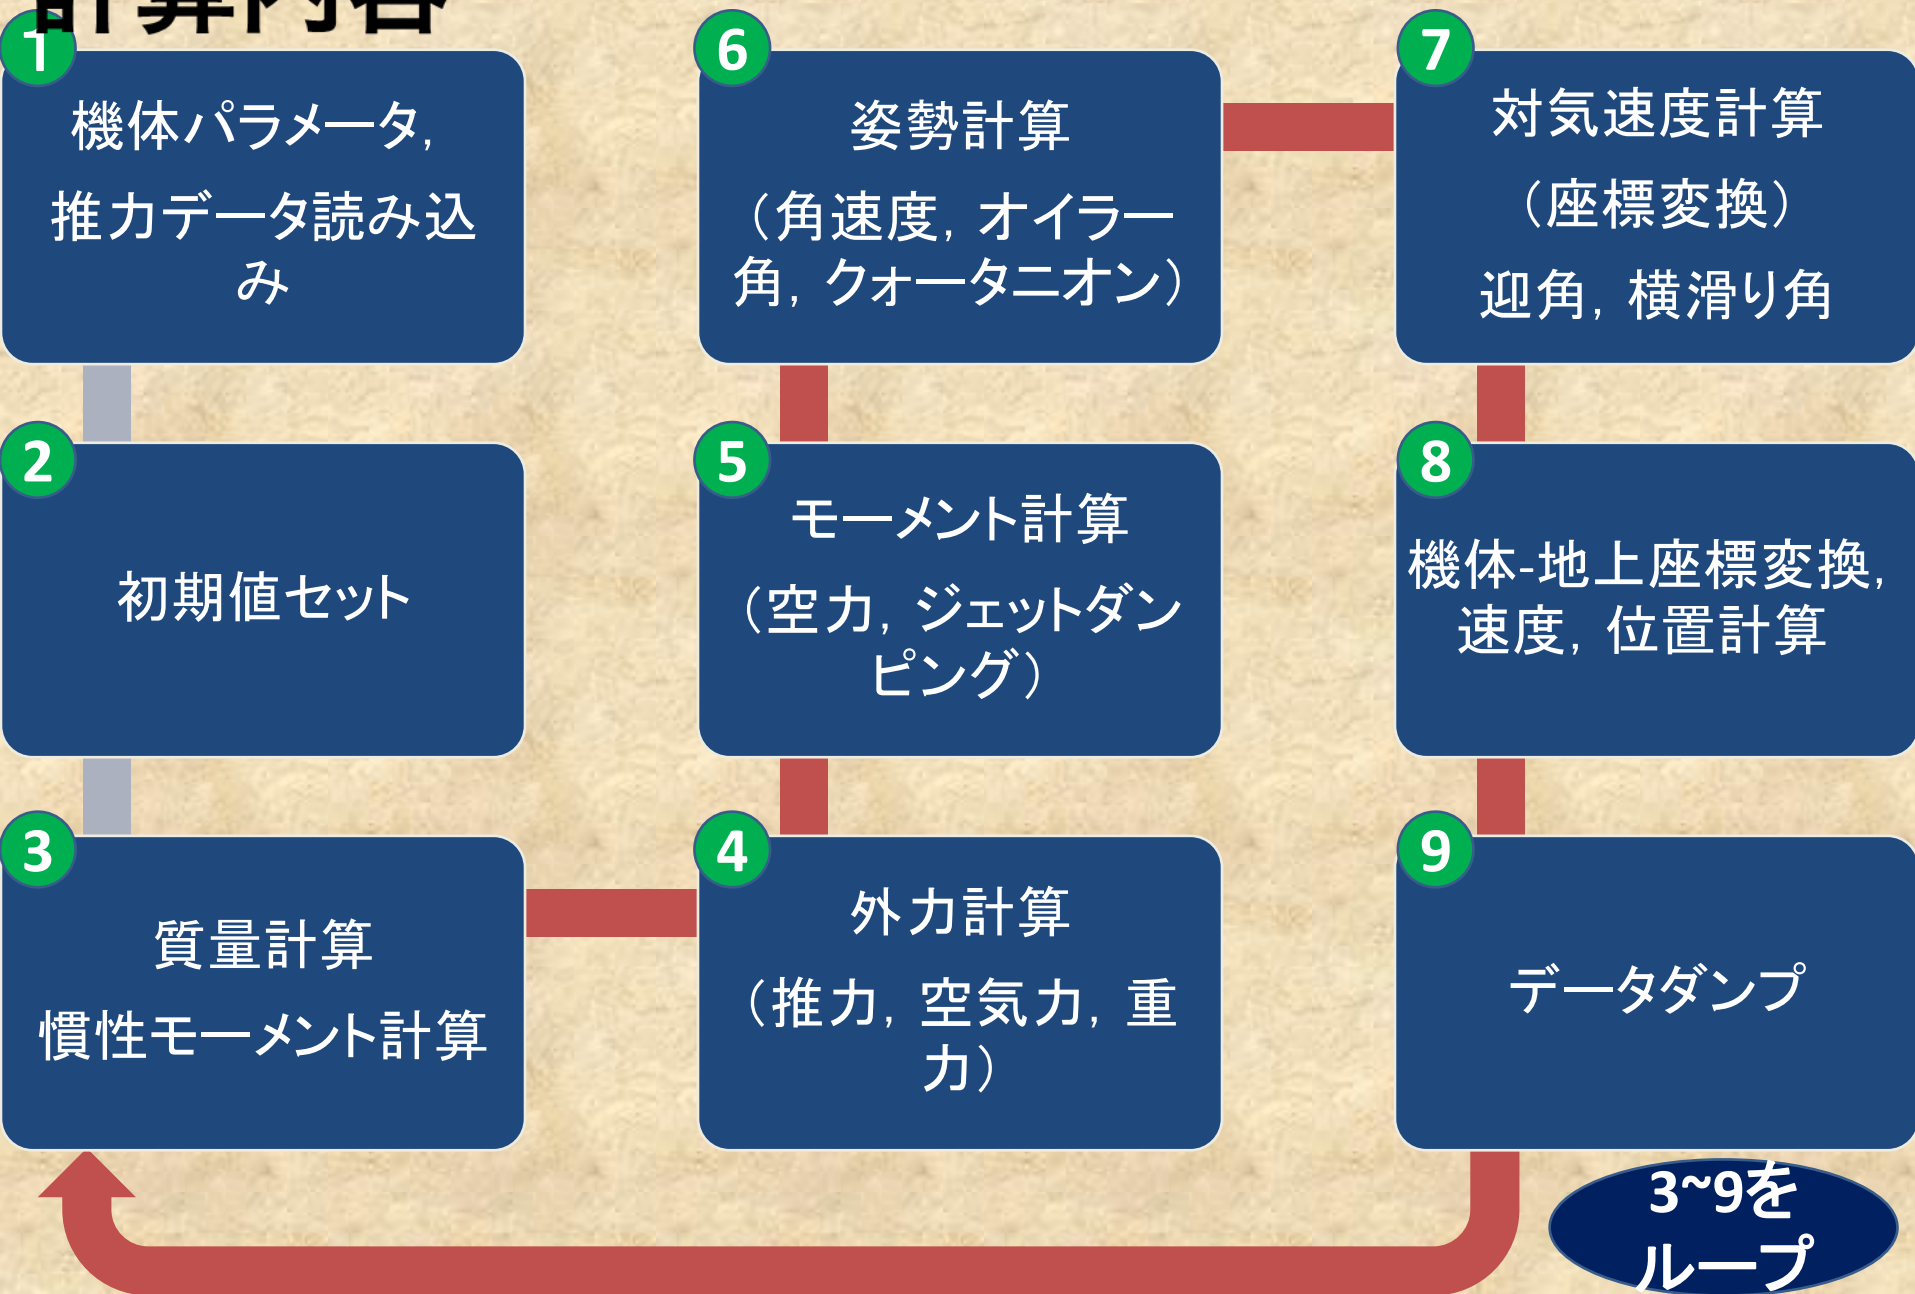 計算内容
1
機体パラメータ,
推力データ読み込
み
2
初期値セット
3
質量計算
慣性モーメント計算
4
外力計算
（推力, 空気力, 重
力）
5
モーメント計算
（空力, ジェットダン
ピング）
6
姿勢計算
（角速度, オイラー
角, クォータニオン）
7
対気速度計算
（座標変換）
迎角, 横滑り角
8
機体-地上座標変換,
速度, 位置計算
9
データダンプ
3~9を
ループ